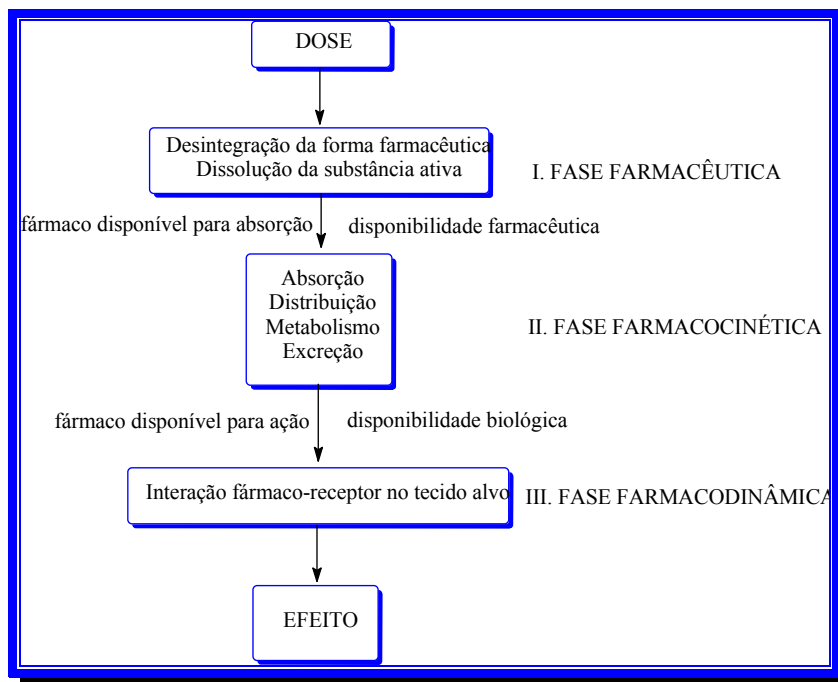 DOSE
Desintegração da forma farmacêutica
Dissolução da substância ativa
I. FASE FARMACÊUTICA
fármaco disponível para absorção
disponibilidade farmacêutica
Absorção
Distribuição
Metabolismo
Excreção
II. FASE FARMACOCINÉTICA
fármaco disponível para ação
disponibilidade biológica
Interação fármaco-receptor no tecido alvo
III. FASE FARMACODINÂMICA
EFEITO